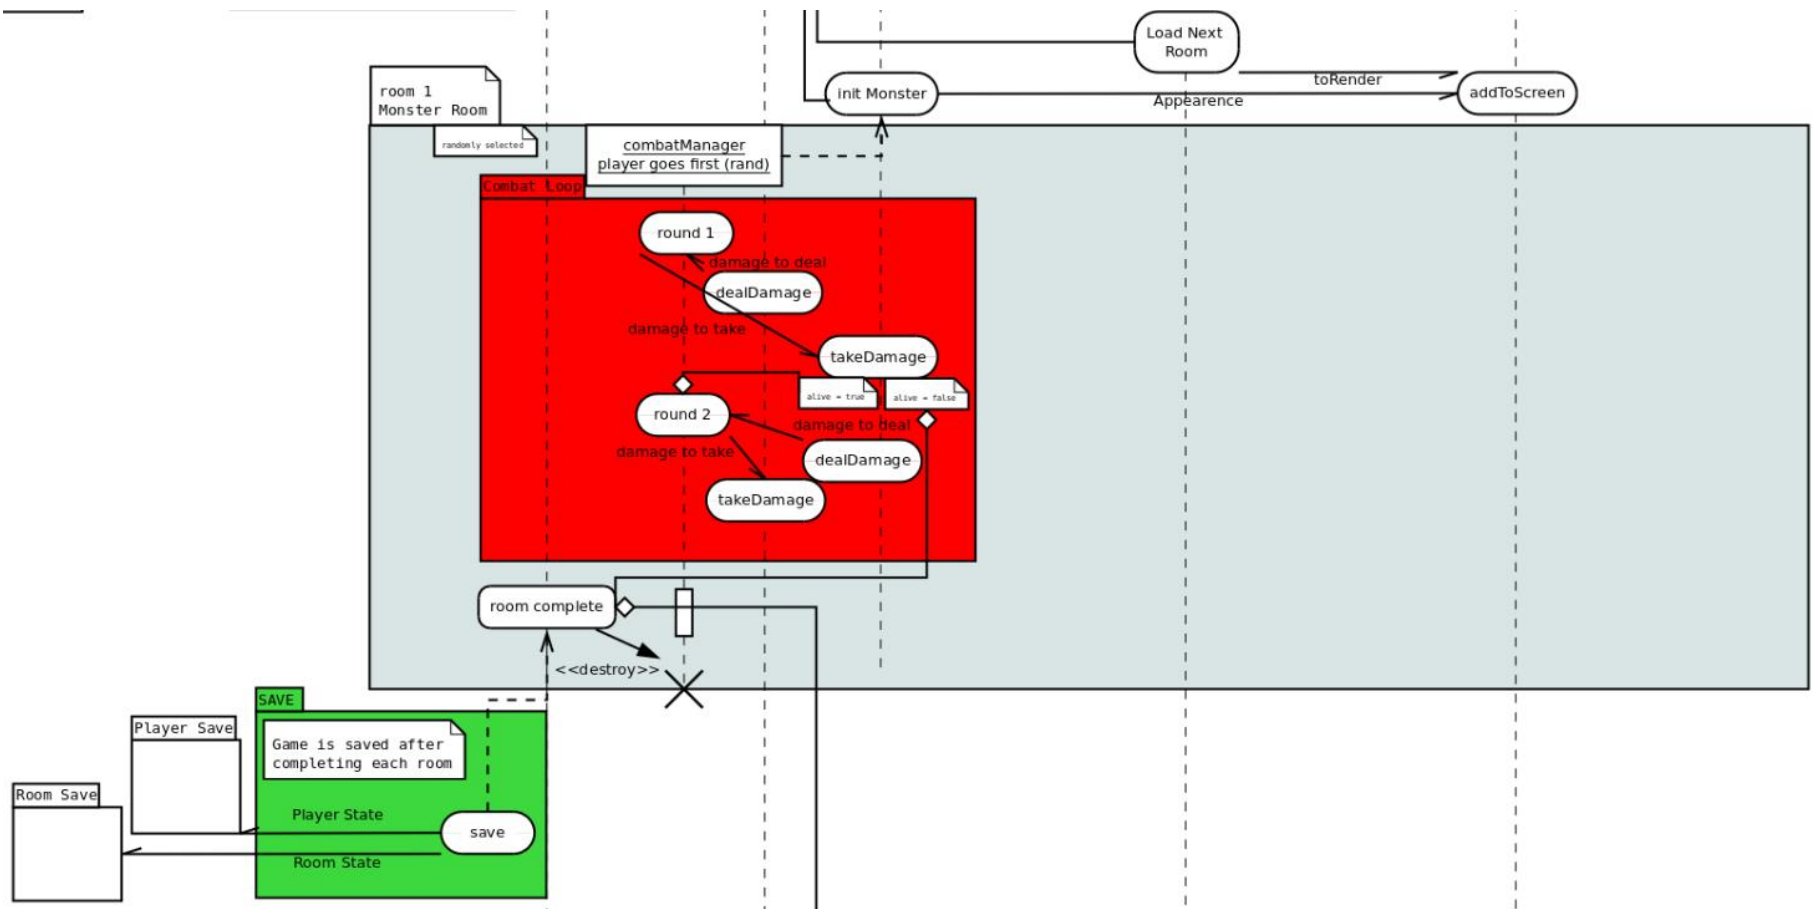 Load Next
Room
toRender
init Monster
Appearence
addToScreen
room 1
Monster Room
randomly selected
combatManager
player goes first (rand)
Combat Loop
round 1
damage to deal
dealDamage
damage to take
takeDamage
alive = true
alive = false
round 2
damage to deal
damage to take
dealDamage
takeDamage
room complete
<<destroy>>
SAVE
Player Save
Game is saved after
completing each room
Room Save
Player State
save
Room State